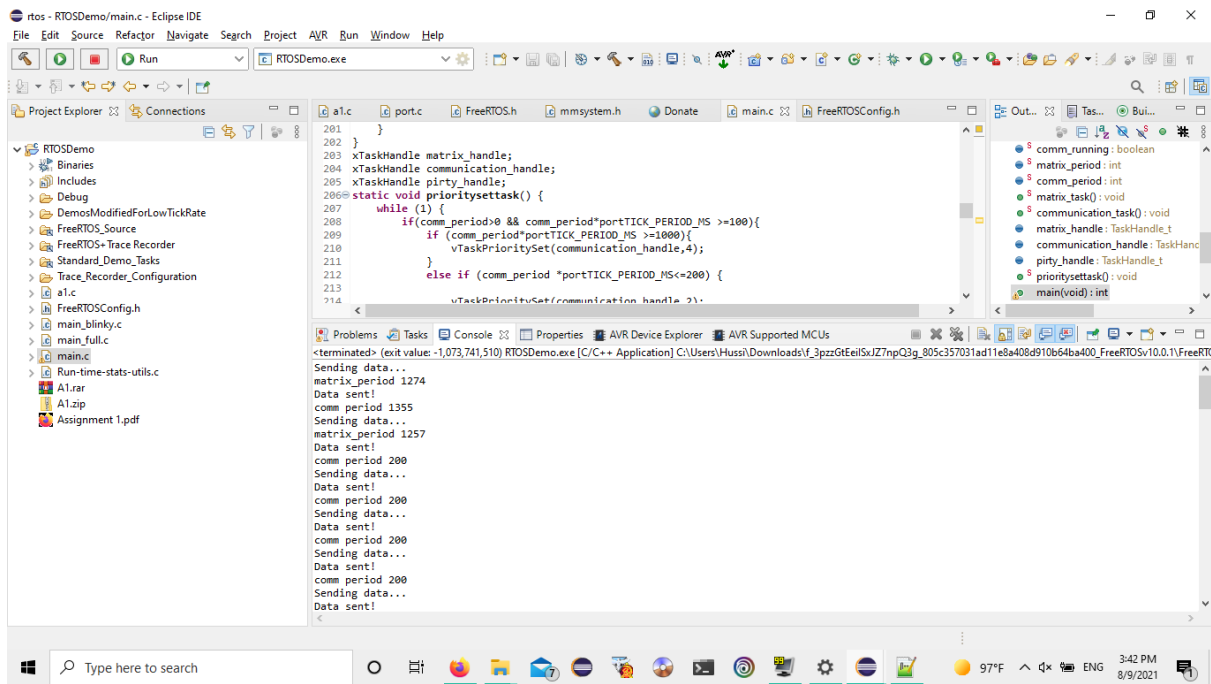 rtos - RTOSDemo/main.c - Eclipse IDE
File Edit Source Refactor Navigate Search Project AVR Run Window Help
Run
RTOSDemo.exe
Project Explorer Connections
RTOSDemo
Binaries
Includes
Debug
DemosModifiedForLowTickRate
FreeRTOS_Source
FreeRTOS+Trace Recorder
Standard_Demo_Tasks
Trace_Recorder_Configuration
a1.c
FreeRTOSConfig.h
main_blinky.c
main_full.c
main.c
Run-time-stats-utils.c
A1.rar
A1.zip
Assignment 1.pdf
a1.c port.c FreeRTOS.h mmsystem.h Donate main.c FreeRTOSConfig.h
201 }
202 }
203 xTaskHandle matrix_handle;
204 xTaskHandle communication_handle;
205 xTaskHandle pirty_handle;
206 static void prioritysettask() {
207 while (1) {
208 if(comm_period>0 && comm_period*portTICK_PERIOD_MS >=100){
209 if (comm_period*portTICK_PERIOD_MS >=1000){
210 vTaskPrioritySet(communication_handle,4);
211 }
212 else if (comm_period *portTICK_PERIOD_MS<=200) {
213
214 vTaskPrioritySet(communication_handle,2);
Out... Tas... Bui...
comm_running : boolean
matrix_period : int
comm_period : int
matrix_task() : void
communication_task() : void
matrix_handle : TaskHandle_t
communication_handle : TaskHanc
pirty_handle : TaskHandle_t
prioritysettask() : void
main(void) : int
Problems Tasks Console Properties AVR Device Explorer AVR Supported MCUs
<terminated> (exit value: -1,073,741,510) RTOSDemo.exe [C/C++ Application] C:\Users\Hussi\Downloads\f_3pzzGtEeilSxJZ7npQ3g_805c357031ad11e8a408d910b64ba400_FreeRTOSv10.0.1\FreeRT
Sending data...
matrix_period 1274
Data sent!
comm period 1355
Sending data...
matrix_period 1257
Data sent!
comm period 200
Sending data...
Data sent!
comm period 200
Sending data...
Data sent!
comm period 200
Sending data...
Data sent!
comm period 200
Sending data...
Data sent!
Type here to search
7
99
97°F
ENG
3:42 PM
8/9/2021
1